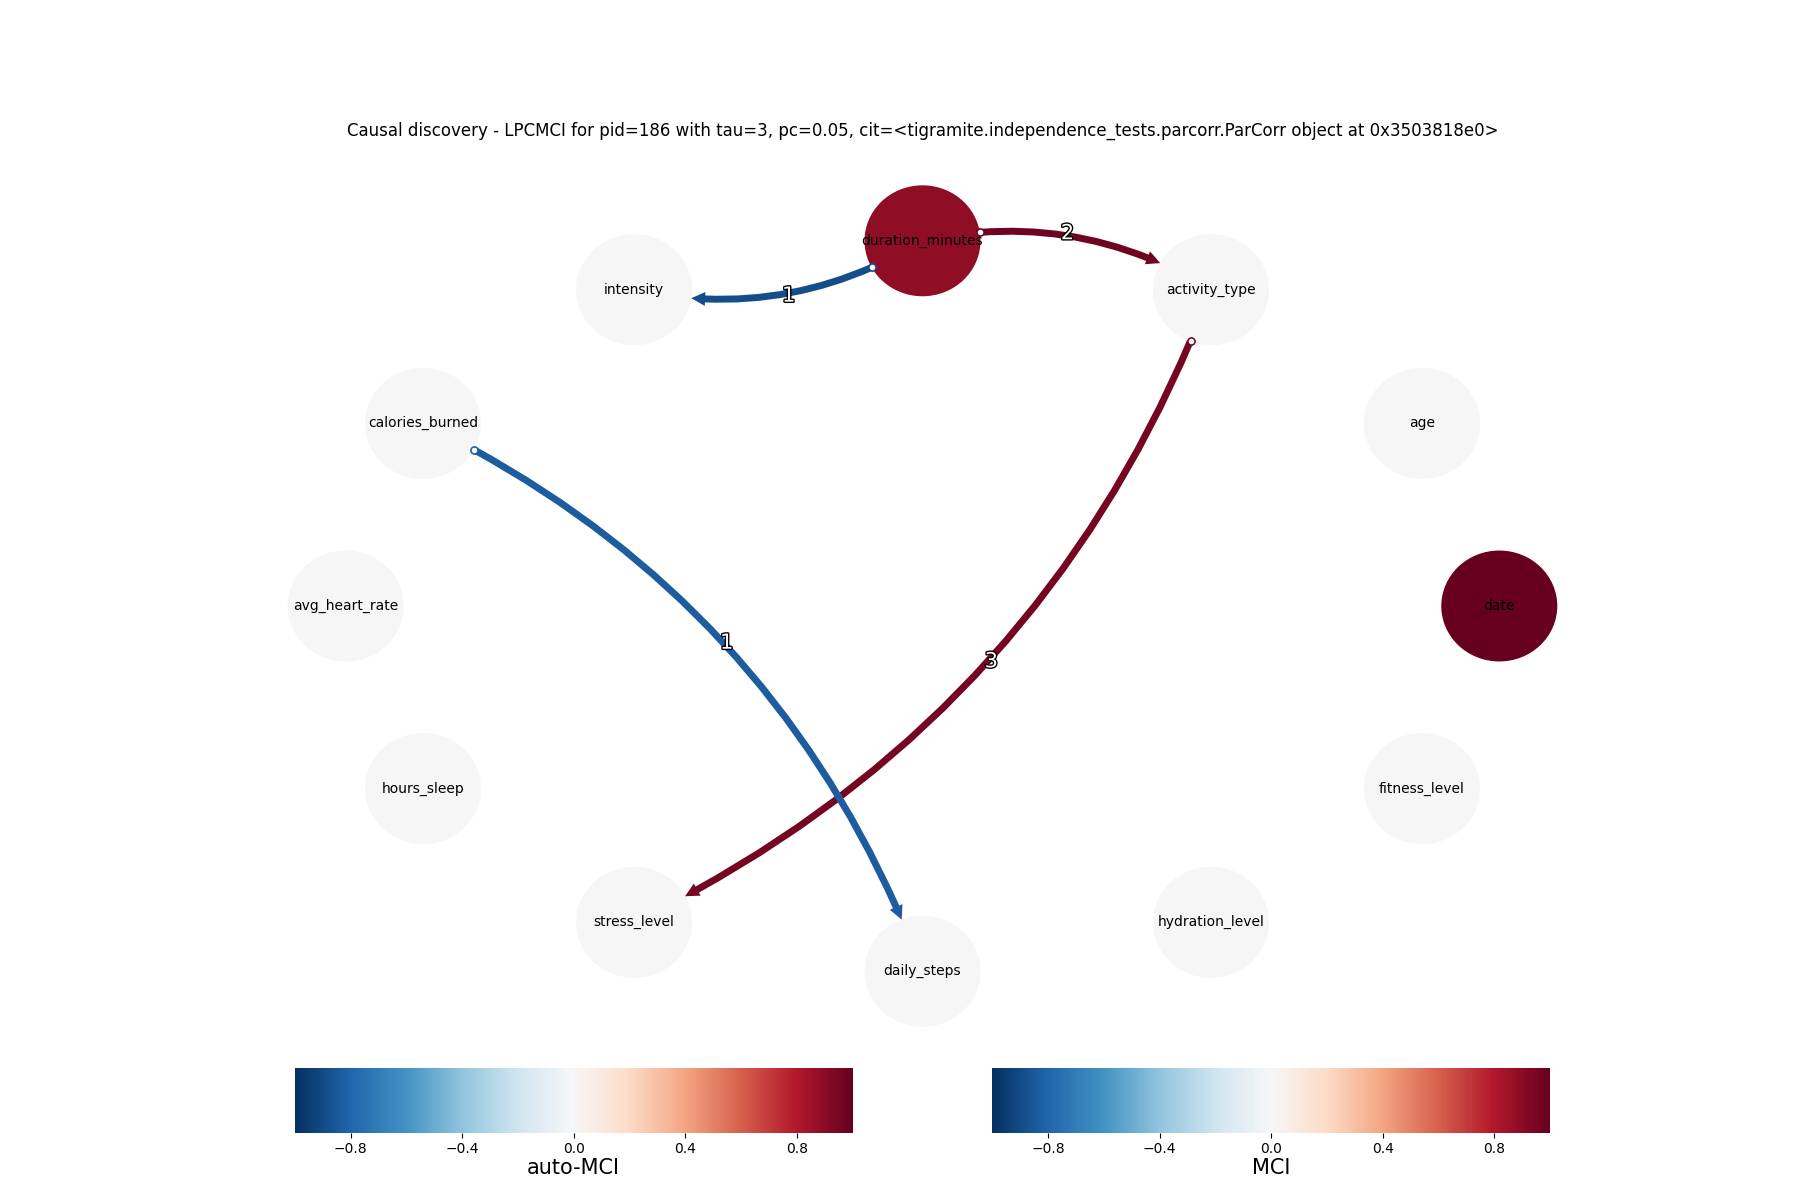 Causal discovery - LPCMCI for pid=186 with tau=3, pc=0.05, cit=<tigramite.independence_tests.parcorr.ParCorr object at 0x3503818e0>
duration_minutes
2
intensity
1
activity_type
calories_burned
age
avg_heart_rate
date
1
3
hours_sleep
fitness_level
stress_level
hydration_level
daily_steps
−0.8 −0.4 0.0 0.4 0.8
auto-MCI
−0.8 −0.4 0.0 0.4 0.8
MCI